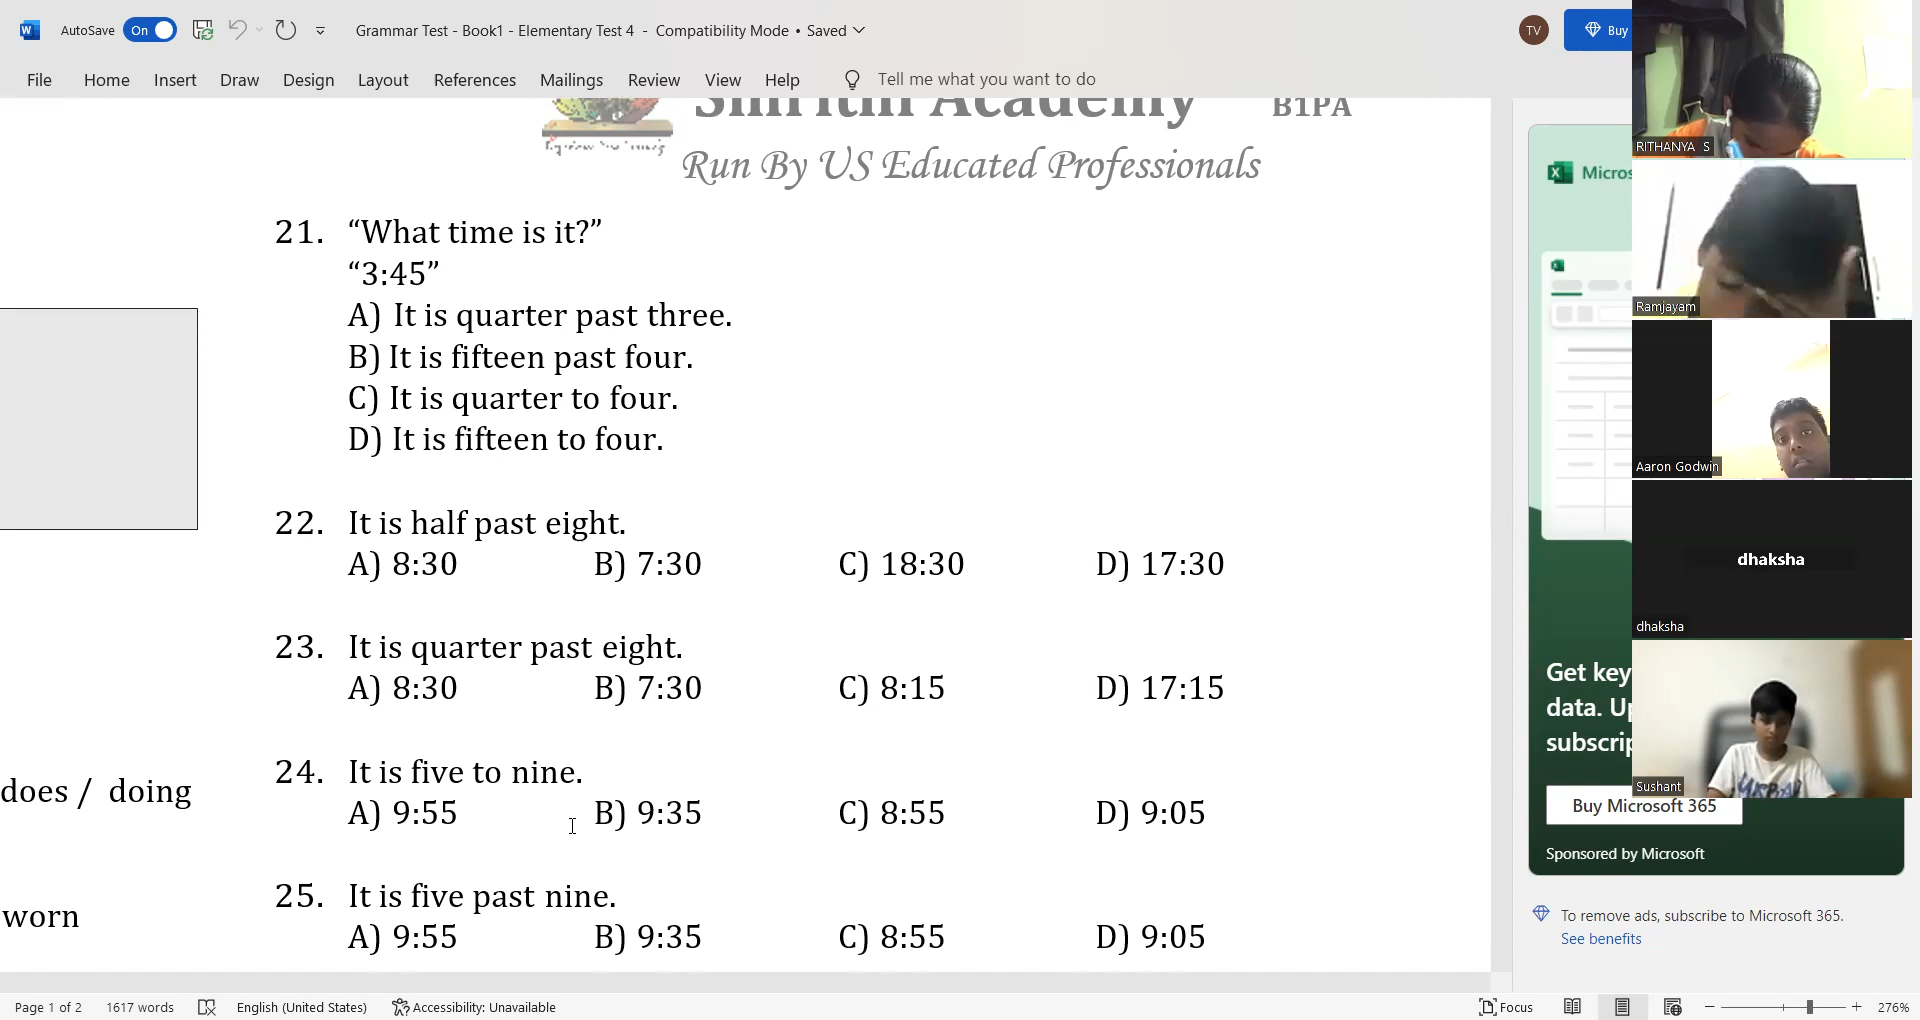 AutoSave On Grammar Test - Book1 - Elementary Test 4 - Compatibility Mode • Saved TV Buy
File Home Insert Draw Design Layout References Mailings Review View Help Tell me what you want to do
Smrithi Academy B1PA
Run By US Educated Professionals
21. “What time is it?”
“3:45”
A) It is quarter past three.
B) It is fifteen past four.
C) It is quarter to four.
D) It is fifteen to four.
22. It is half past eight.
A) 8:30 B) 7:30 C) 18:30 D) 17:30
23. It is quarter past eight.
A) 8:30 B) 7:30 C) 8:15 D) 17:15
24. It is five to nine.
A) 9:55 B) 9:35 C) 8:55 D) 9:05
25. It is five past nine.
A) 9:55 B) 9:35 C) 8:55 D) 9:05
does / doing
worn
Micros
Get key
data. Up
subscrip
Buy Microsoft 365
Sponsored by Microsoft
To remove ads, subscribe to Microsoft 365.
See benefits
RITHANYA S
Ramjayam
Aaron Godwin
dhaksha
dhaksha
Sushant
Page 1 of 2 1617 words English (United States) Accessibility: Unavailable Focus 276%